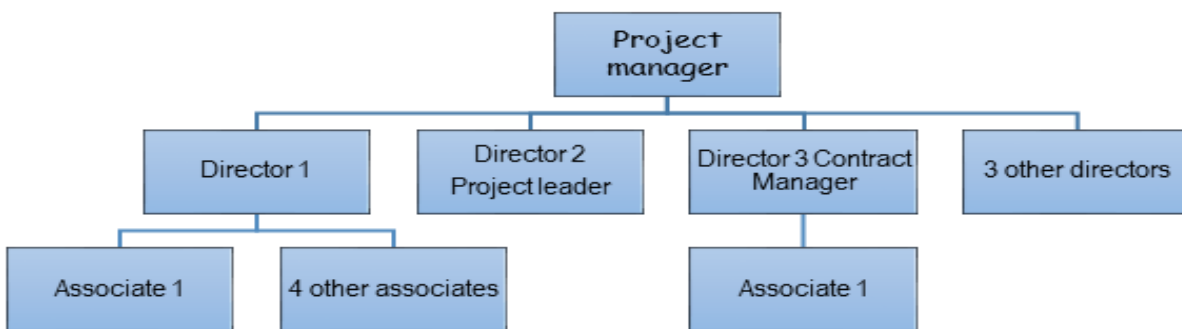 Project
manager
Director 1
Director 2
Project leader
Director 3 Contract
Manager
3 other directors
Associate 1
4 other associates
Associate 1